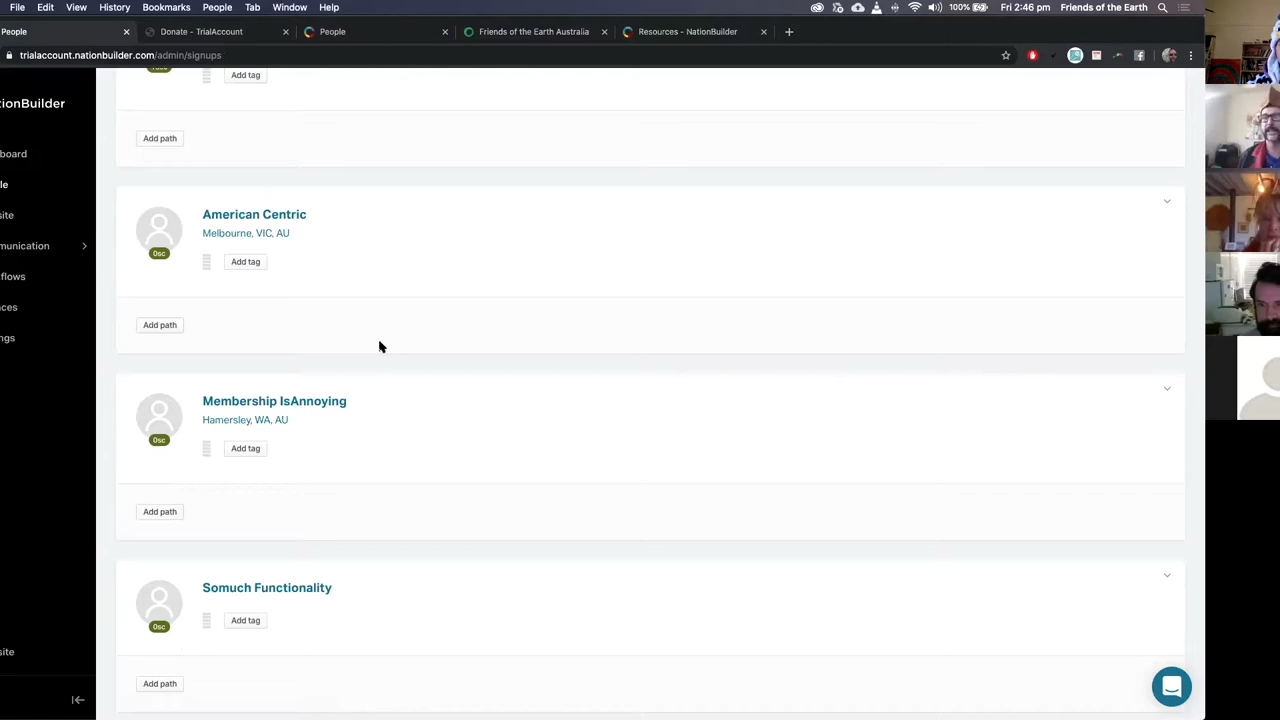 File Edit View History Bookmarks People Tab Window Help 100% Fri 2:46 pm Friends of the Earth
People Donate - TrialAccount People Friends of the Earth Australia Resources - NationBuilder
trialaccount.nationbuilder.com/admin/signups
tionBuilder
board
le
site
munication
flows
ces
ngs
site
Add tag
Add path
American Centric
Melbourne, VIC, AU
0sc
Add tag
Add path
Membership IsAnnoying
Hamersley, WA, AU
0sc
Add tag
Add path
Somuch Functionality
0sc
Add tag
Add path